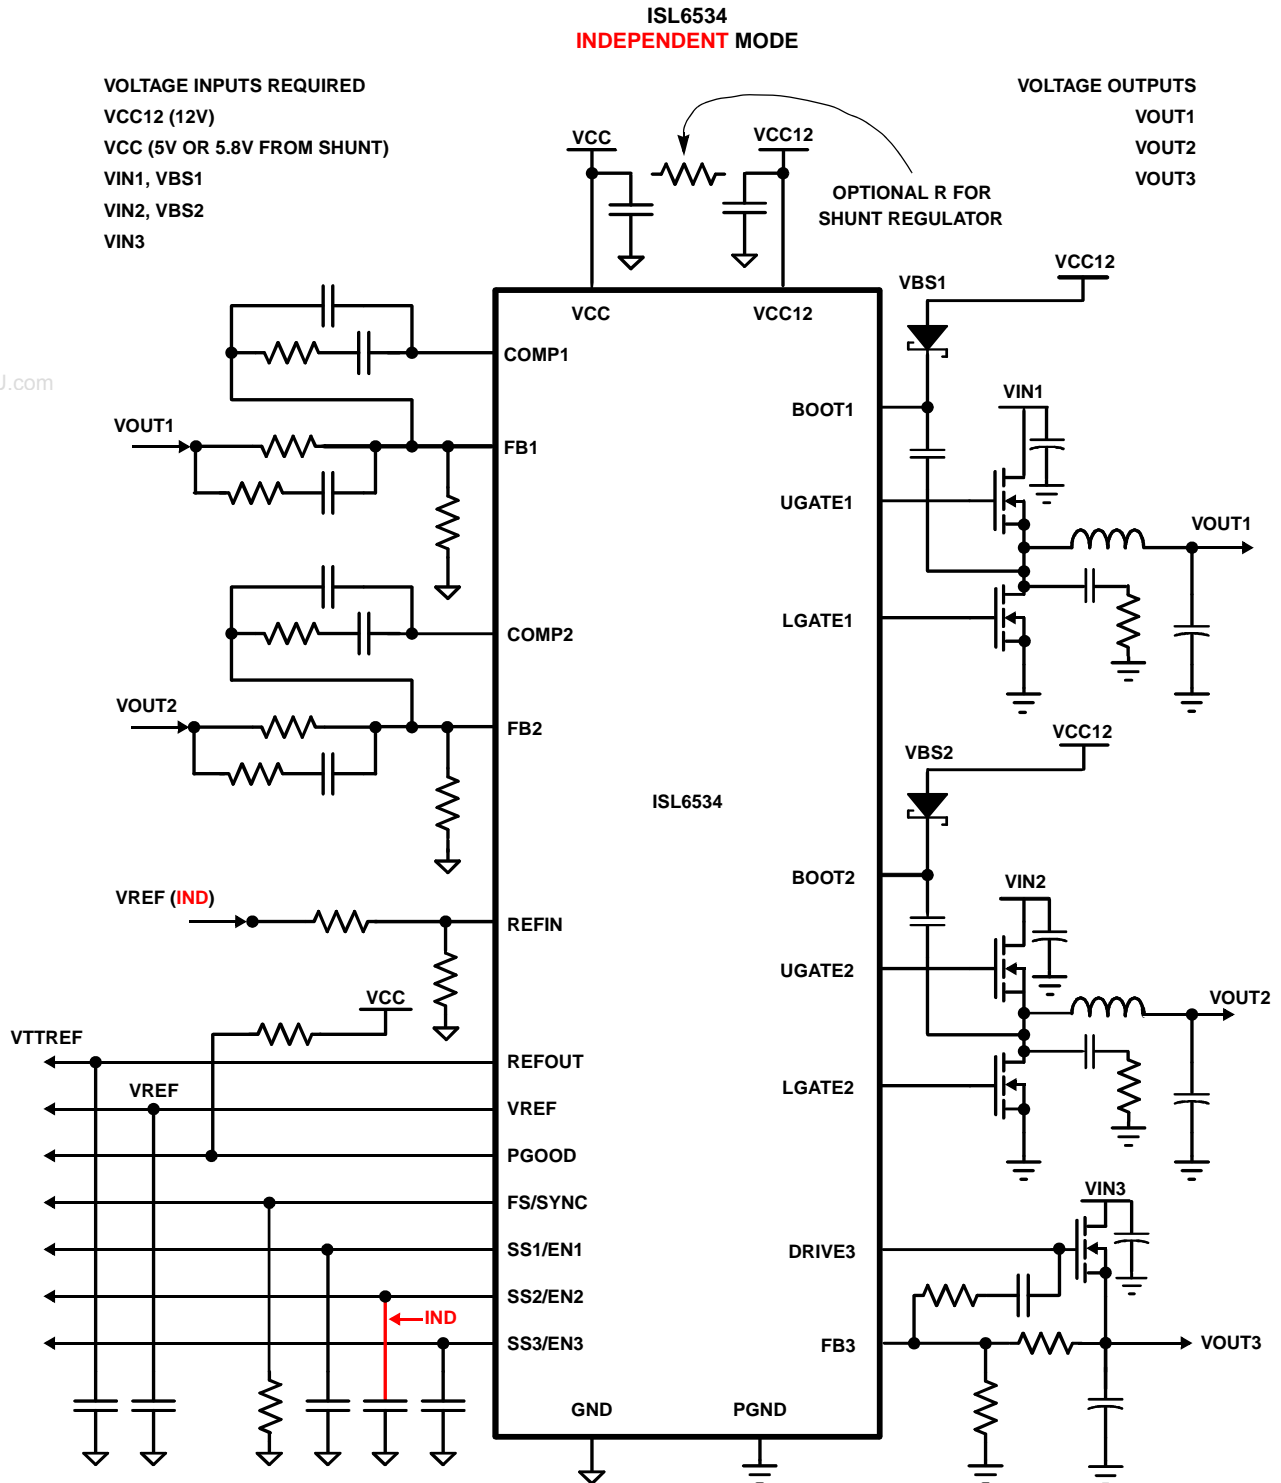 ISL6534
INDEPENDENT MODE
VOLTAGE INPUTS REQUIRED
VCC12 (12V)
VCC (5V OR 5.8V FROM SHUNT)
VIN1, VBS1
VIN2, VBS2
VIN3
VOLTAGE OUTPUTS
VOUT1
VOUT2
VOUT3
VCC
VCC12
OPTIONAL R FOR
SHUNT REGULATOR
VCC
VCC12
VBS1
VCC12
COMP1
BOOT1
VIN1
VOUT1
FB1
UGATE1
VOUT1
COMP2
LGATE1
VOUT2
FB2
VBS2
VCC12
ISL6534
BOOT2
VIN2
VREF (IND)
REFIN
UGATE2
VCC
VOUT2
VTTREF
REFOUT
LGATE2
VREF
VREF
PGOOD
FS/SYNC
VIN3
SS1/EN1
DRIVE3
SS2/EN2
IND
SS3/EN3
FB3
VOUT3
GND
PGND
.com